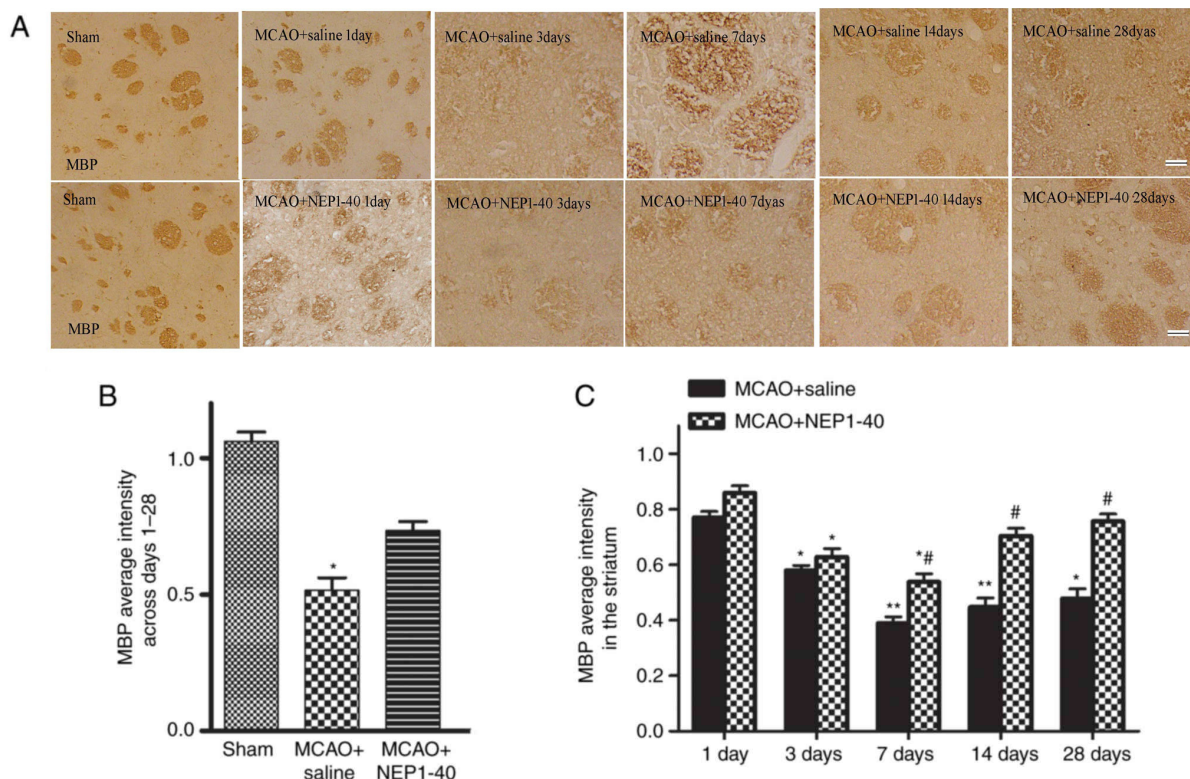 A
Sham
MCAO+saline 1day
MCAO+saline 3days
MCAO+saline 7days
MCAO+saline 14days
MCAO+saline 28dyas
MBP
Sham
MCAO+NEP1-40 1day
MCAO+NEP1-40 3days
MCAO+NEP1-40 7dyas
MCAO+NEP1-40 14days
MCAO+NEP1-40 28days
MBP
B
MBP average intensity
across days 1–28
1.0
0.5
0.0
*
Sham
MCAO+
saline
MCAO+
NEP1-40
C
MCAO+saline
MCAO+NEP1-40
MBP average intensity
in the striatum
1.0
0.8
0.6
0.4
0.2
0.0
* * ** *# ** # * #
1 day 3 days 7 days 14 days 28 days